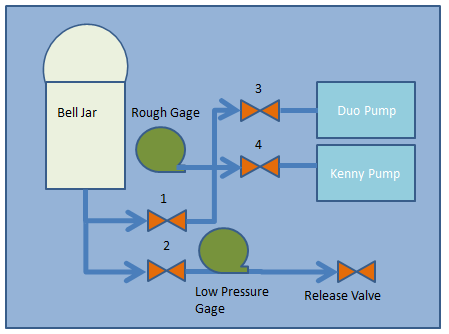 3
Duo Pump
Bell Jar
Rough Gage
4
Kenny Pump
1
2
Low Pressure
Gage
Release Valve